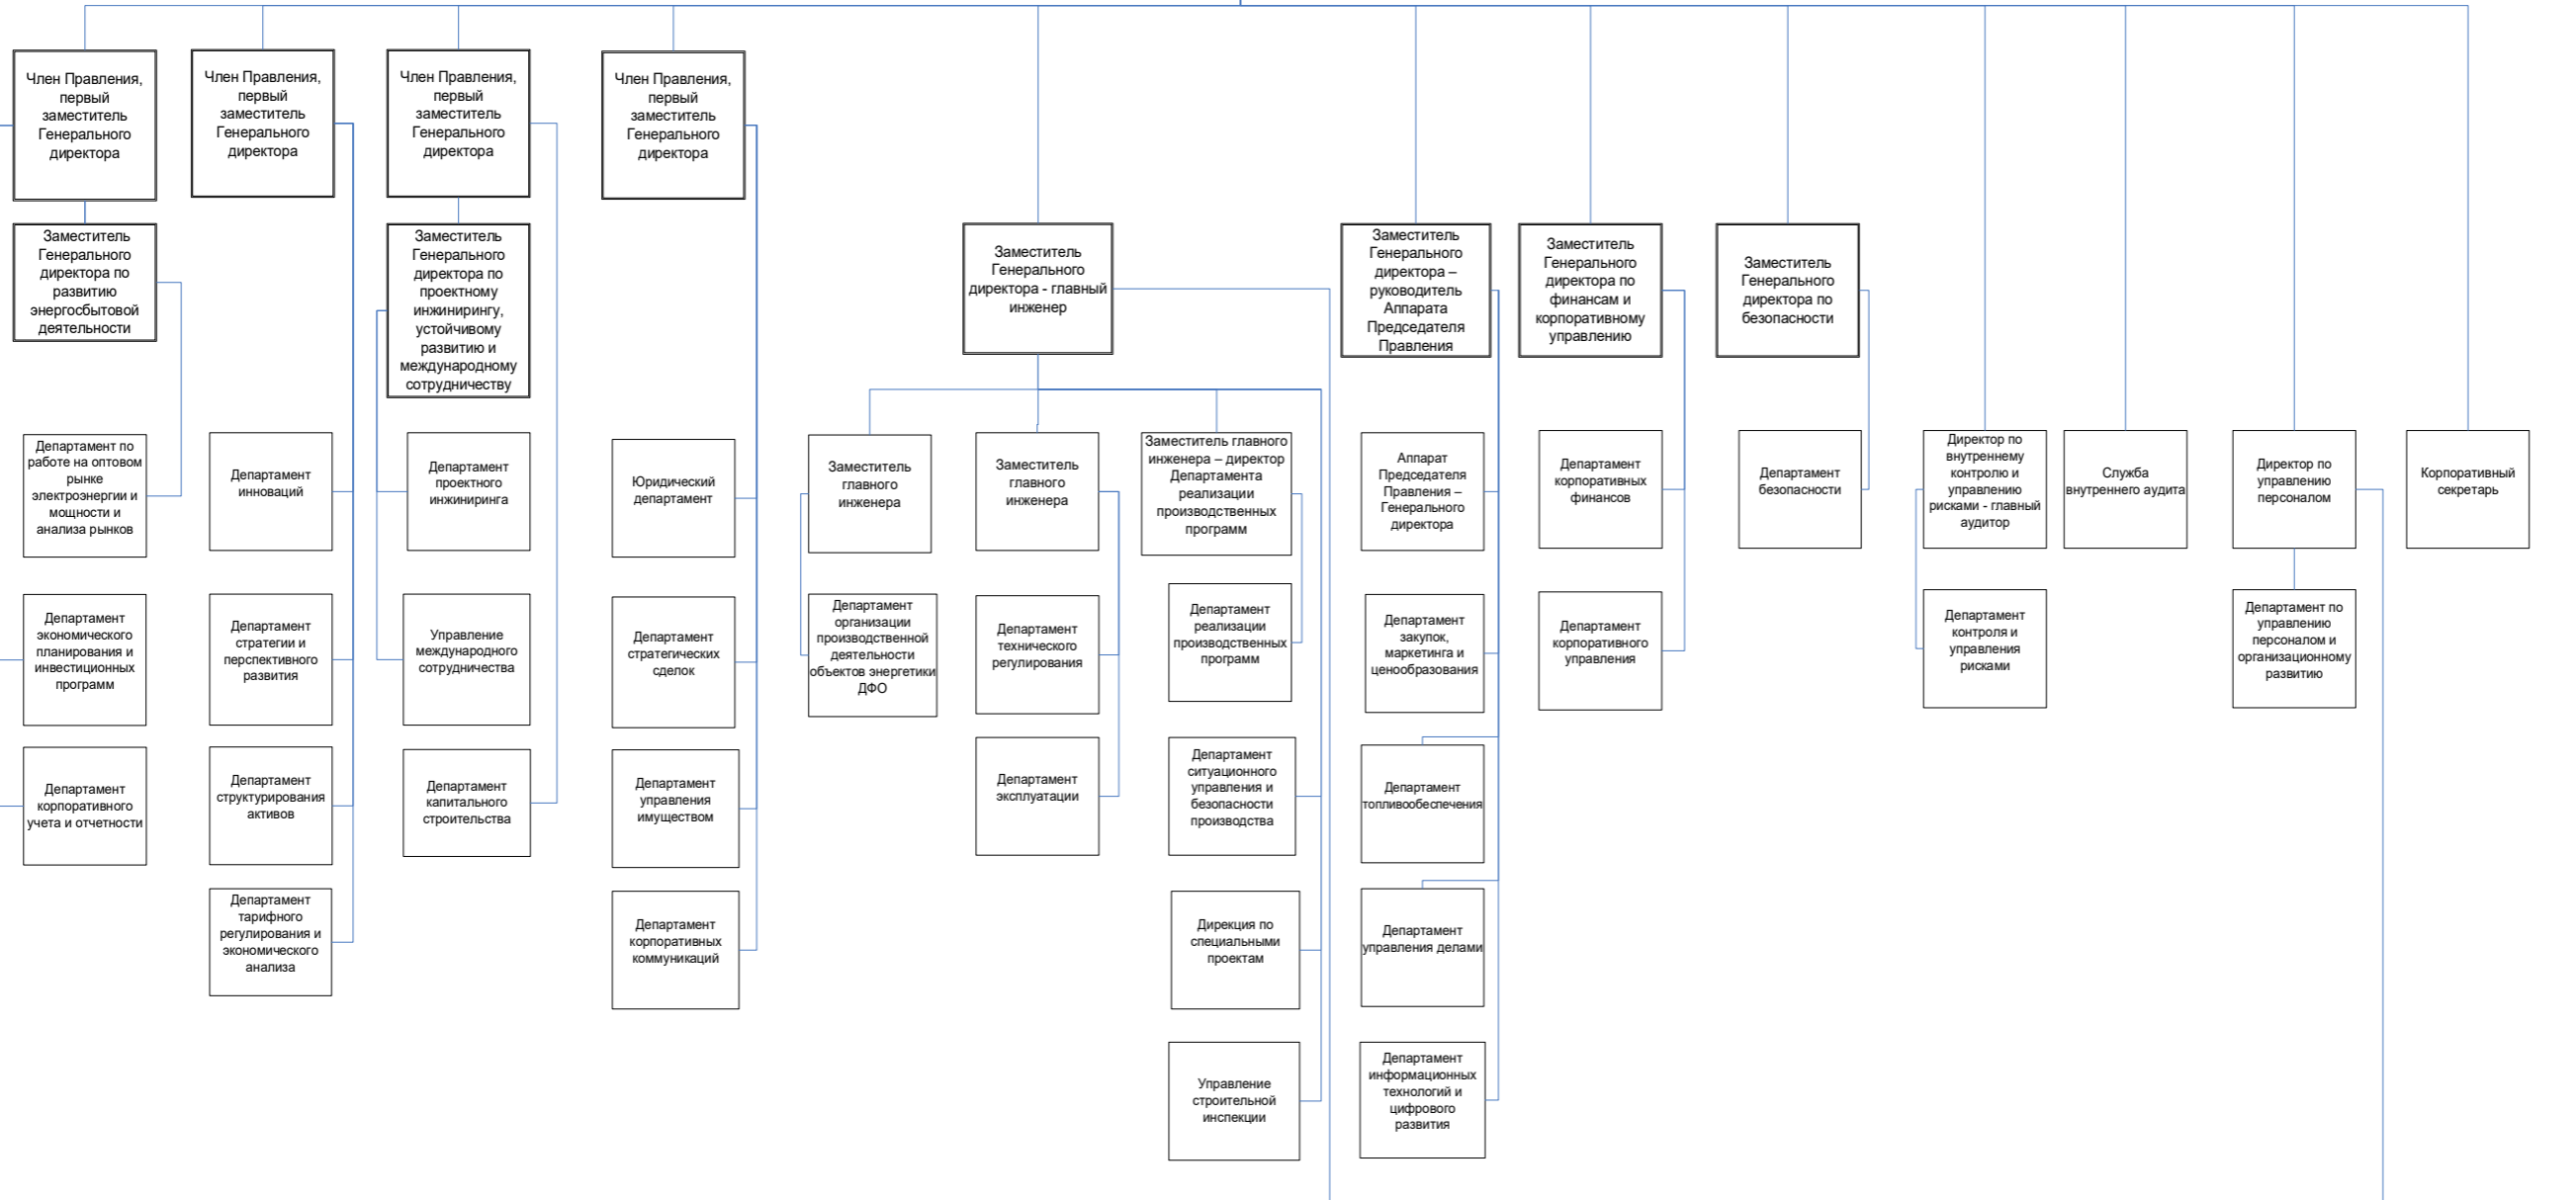 Член Правления,
первый
заместитель
Генерального
директора
Член Правления,
первый
заместитель
Генерального
директора
Член Правления,
первый
заместитель
Генерального
директора
Член Правления,
первый
заместитель
Генерального
директора
Заместитель
Генерального
директора по
развитию
энергосбытовой
деятельности
Заместитель
Генерального
директора по
проектному
инжинирингу,
устойчивому
развитию и
международному
сотрудничеству
Заместитель
Генерального
директора - главный
инженер
Заместитель
Генерального
директора –
руководитель
Аппарата
Председателя
Правления
Заместитель
Генерального
директора по
финансам и
корпоративному
управлению
Заместитель
Генерального
директора по
безопасности
Департамент по
работе на оптовом
рынке
электроэнергии и
мощности и
анализа рынков
Департамент
инноваций
Департамент
проектного
инжиниринга
Юридический
департамент
Заместитель
главного
инженера
Заместитель
главного
инженера
Заместитель главного
инженера – директор
Департамента
реализации
производственных
программ
Аппарат
Председателя
Правления –
Генерального
директора
Департамент
корпоративных
финансов
Департамент
безопасности
Директор по
внутреннему
контролю и
управлению
рисками - главный
аудитор
Служба
внутреннего аудита
Директор по
управлению
персоналом
Корпоративный
секретарь
Департамент
экономического
планирования и
инвестиционных
программ
Департамент
стратегии и
перспективного
развития
Управление
международного
сотрудничества
Департамент
стратегических
сделок
Департамент
организации
производственной
деятельности
объектов энергетики
ДФО
Департамент
технического
регулирования
Департамент
реализации
производственных
программ
Департамент
закупок,
маркетинга и
ценообразования
Департамент
корпоративного
управления
Департамент
контроля и
управления
рисками
Департамент по
управлению
персоналом и
организационному
развитию
Департамент
корпоративного
учета и отчетности
Департамент
структурирования
активов
Департамент
капитального
строительства
Департамент
управления
имуществом
Департамент
эксплуатации
Департамент
ситуационного
управления и
безопасности
производства
Департамент
топливообеспечения
Департамент
тарифного
регулирования и
экономического
анализа
Департамент
корпоративных
коммуникаций
Дирекция по
специальными
проектам
Департамент
управления делами
Управление
строительной
инспекции
Департамент
информационных
технологий и
цифрового
развития